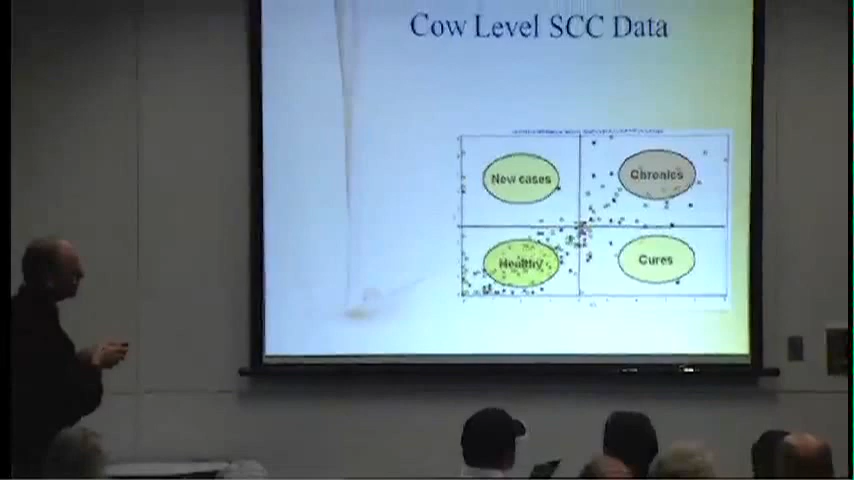 Cow Level SCC Data
New cases
Chronics
Healthy
Cures